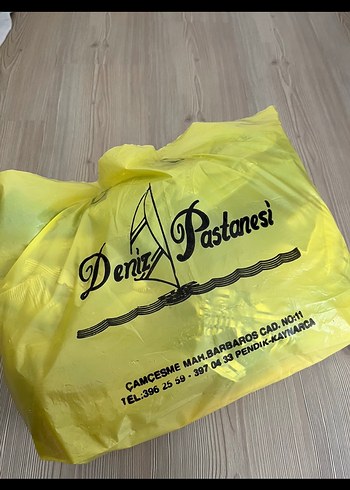 Deniz Pastanesi
ÇAMÇEŞME MAH.BARBAROS CAD. NO:11
TEL:396 25 59 - 397 04 33 PENDİK-KAYNARCA